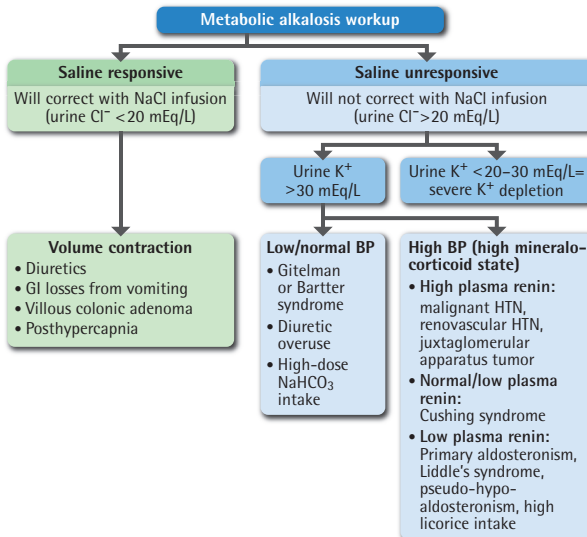 Metabolic alkalosis workup
Saline responsive
Will correct with NaCl infusion
(urine Cl⁻ <20 mEq/L)
Saline unresponsive
Will not correct with NaCl infusion
(urine Cl⁻>20 mEq/L)
Urine K⁺
>30 mEq/L
Urine K⁺ <20–30 mEq/L=
severe K⁺ depletion
Volume contraction
• Diuretics
• GI losses from vomiting
• Villous colonic adenoma
• Posthypercapnia
Low/normal BP
• Gitelman
or Bartter
syndrome
• Diuretic
overuse
• High-dose
NaHCO₃
intake
High BP (high mineralo-
corticoid state)
• High plasma renin:
malignant HTN,
renovascular HTN,
juxtaglomerular
apparatus tumor
• Normal/low plasma
renin:
Cushing syndrome
• Low plasma renin:
Primary aldosteronism,
Liddle's syndrome,
pseudo-hypo-
aldosteronism, high
licorice intake